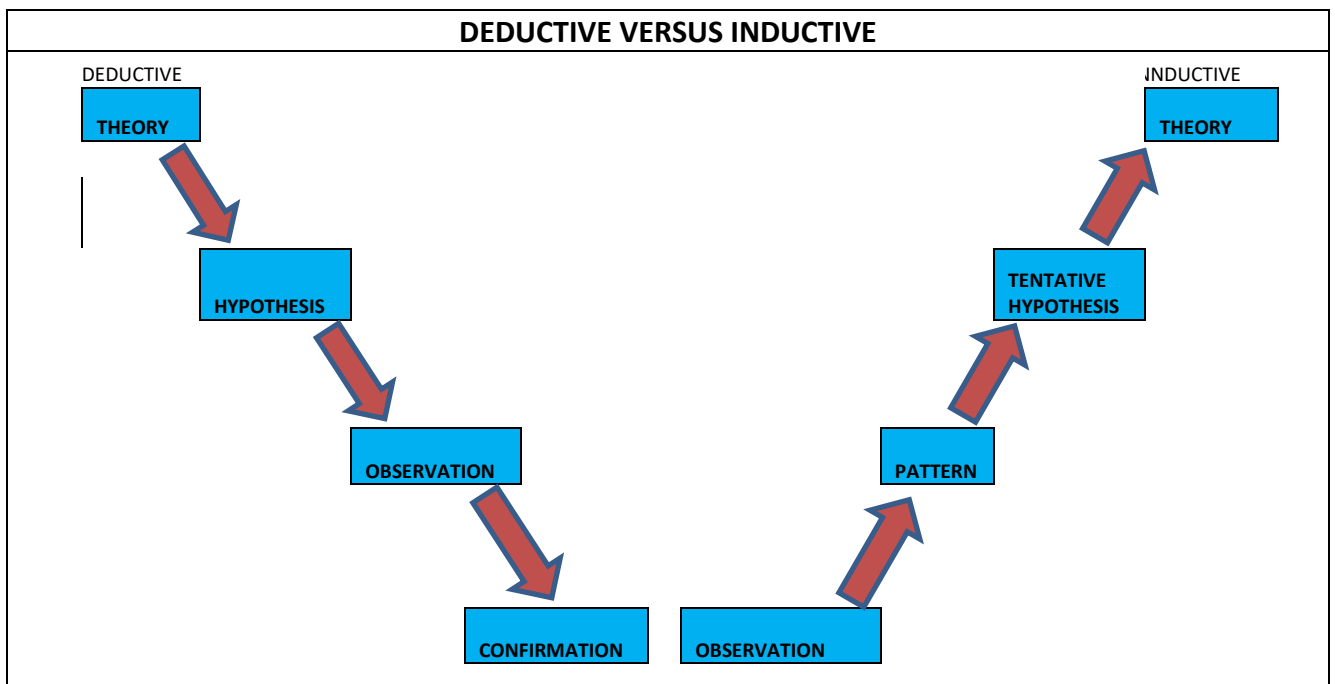 DEDUCTIVE VERSUS INDUCTIVE
DEDUCTIVE
THEORY
HYPOTHESIS
OBSERVATION
CONFIRMATION
INDUCTIVE
THEORY
TENTATIVE
HYPOTHESIS
PATTERN
OBSERVATION